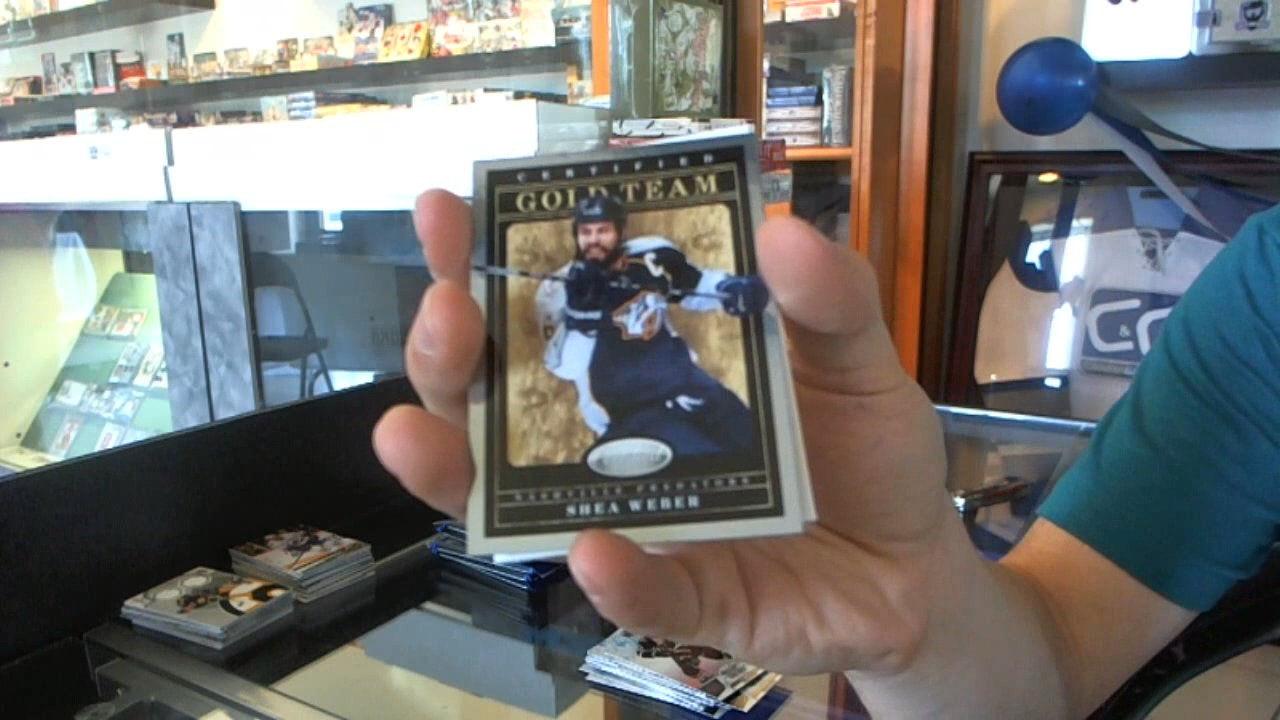 CERTIFIED
GOLD TEAM
C
NASHVILLE PREDATORS
SHEA WEBER